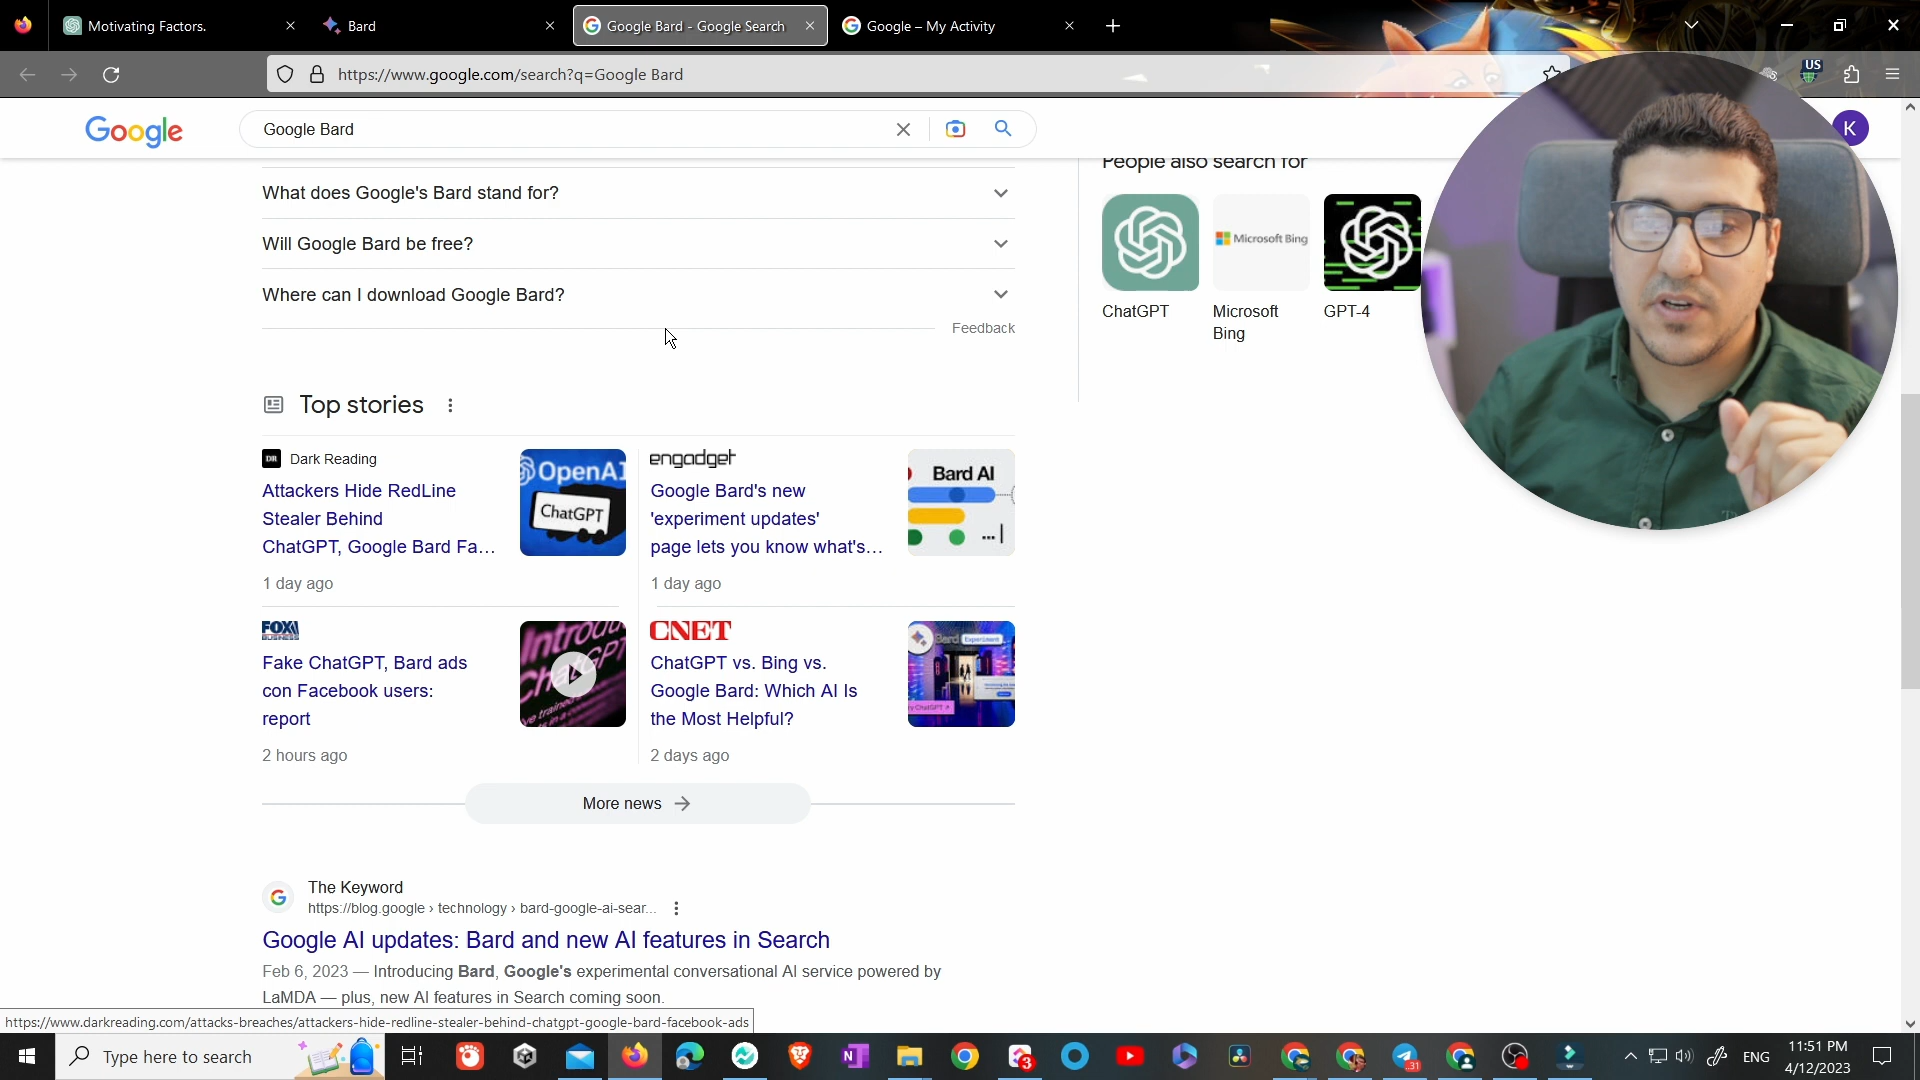 Motivating Factors.
Bard
Google Bard - Google Search
Google – My Activity
https://www.google.com/search?q=Google Bard
US
Google
Google Bard
K
What does Google's Bard stand for?
Will Google Bard be free?
Where can I download Google Bard?
Feedback
People also search for
Microsoft Bing
ChatGPT
Microsoft
Bing
GPT-4
Top stories
DR Dark Reading
Attackers Hide RedLine
Stealer Behind
ChatGPT, Google Bard Fa...
1 day ago
OpenAI
ChatGPT
engadget
Google Bard's new
'experiment updates'
page lets you know what's...
1 day ago
Bard AI
FOX
BUSINESS
Fake ChatGPT, Bard ads
con Facebook users:
report
2 hours ago
CNET
ChatGPT vs. Bing vs.
Google Bard: Which AI Is
the Most Helpful?
2 days ago
Bard Experiment
More news
The Keyword
https://blog.google › technology › bard-google-ai-sear...
Google AI updates: Bard and new AI features in Search
Feb 6, 2023 — Introducing Bard, Google's experimental conversational AI service powered by
LaMDA — plus, new AI features in Search coming soon.
https://www.darkreading.com/attacks-breaches/attackers-hide-redline-stealer-behind-chatgpt-google-bard-facebook-ads
Type here to search
N
3
31
ENG
11:51 PM
4/12/2023